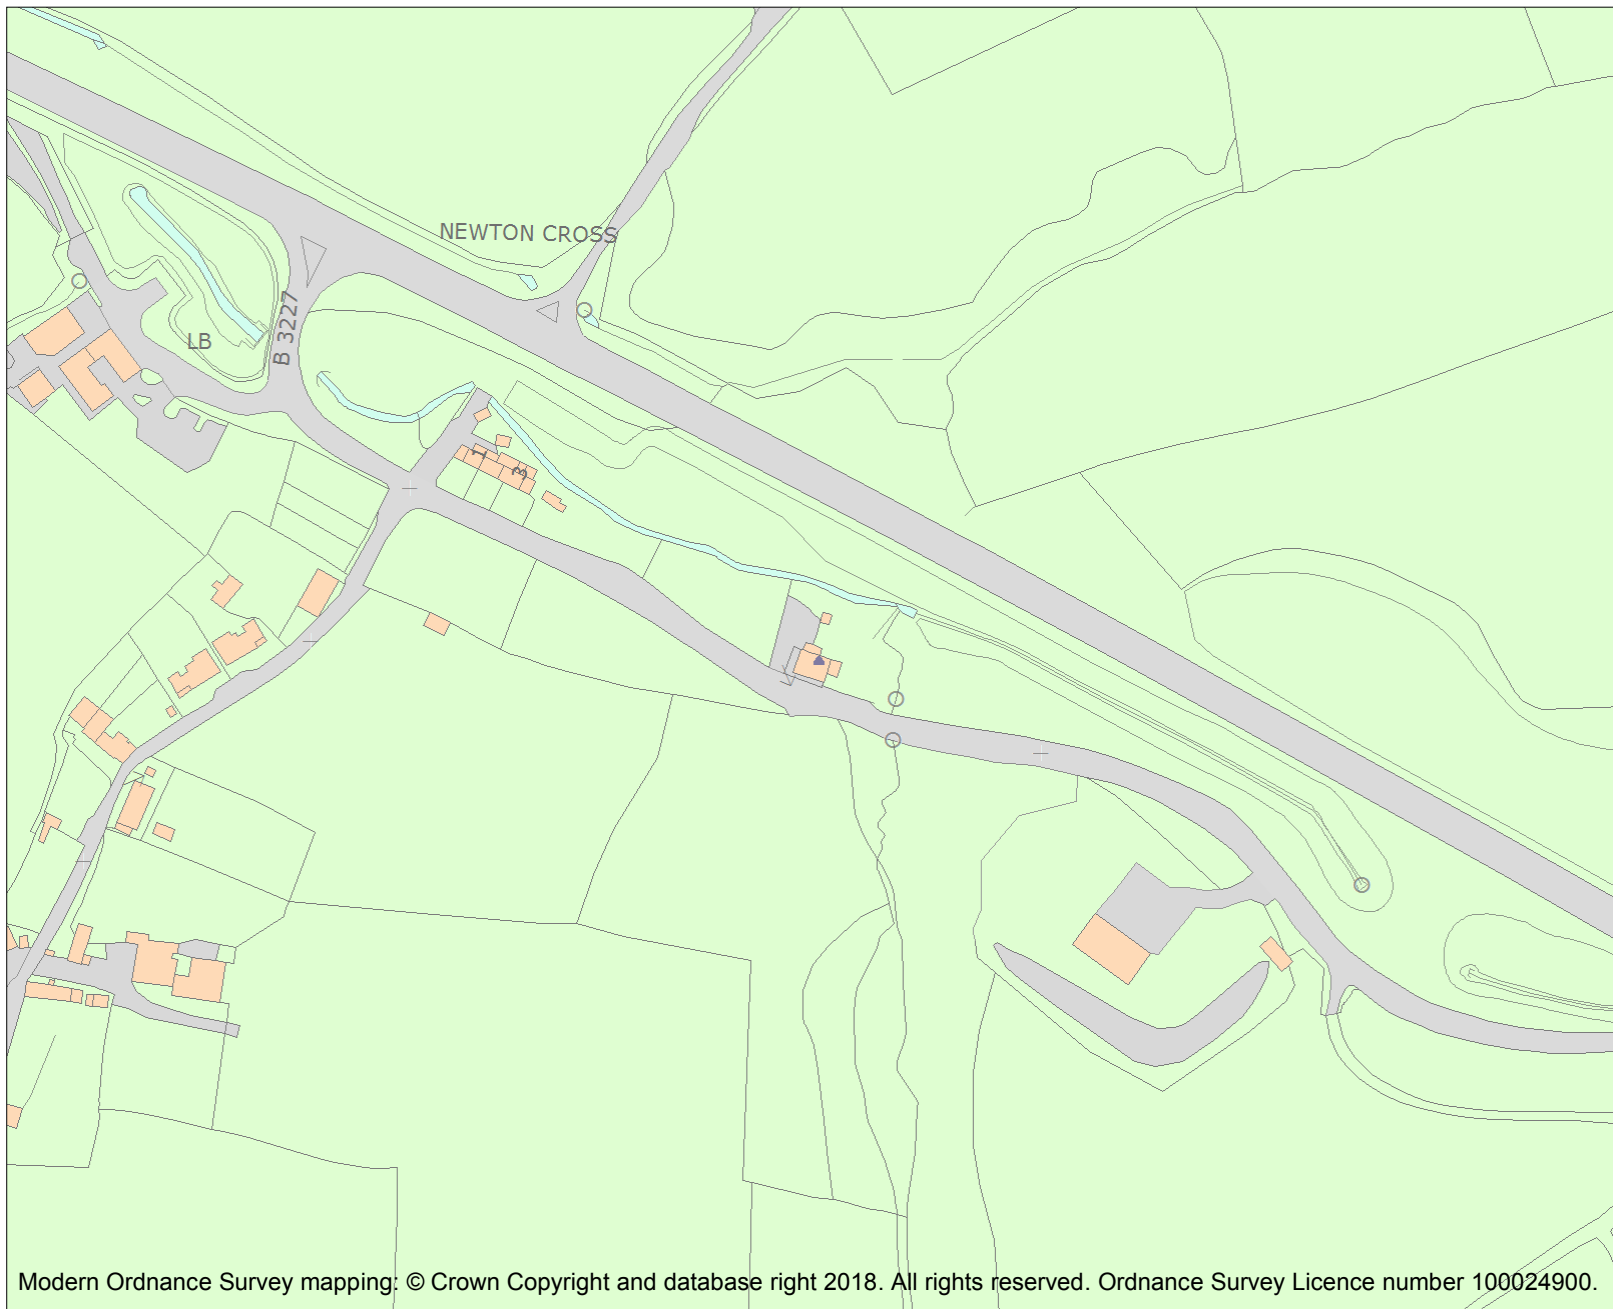 NEWTON CROSS
B 3227
LB
1
3
Modern Ordnance Survey mapping: © Crown Copyright and database right 2018. All rights reserved. Ordnance Survey Licence number 100024900.